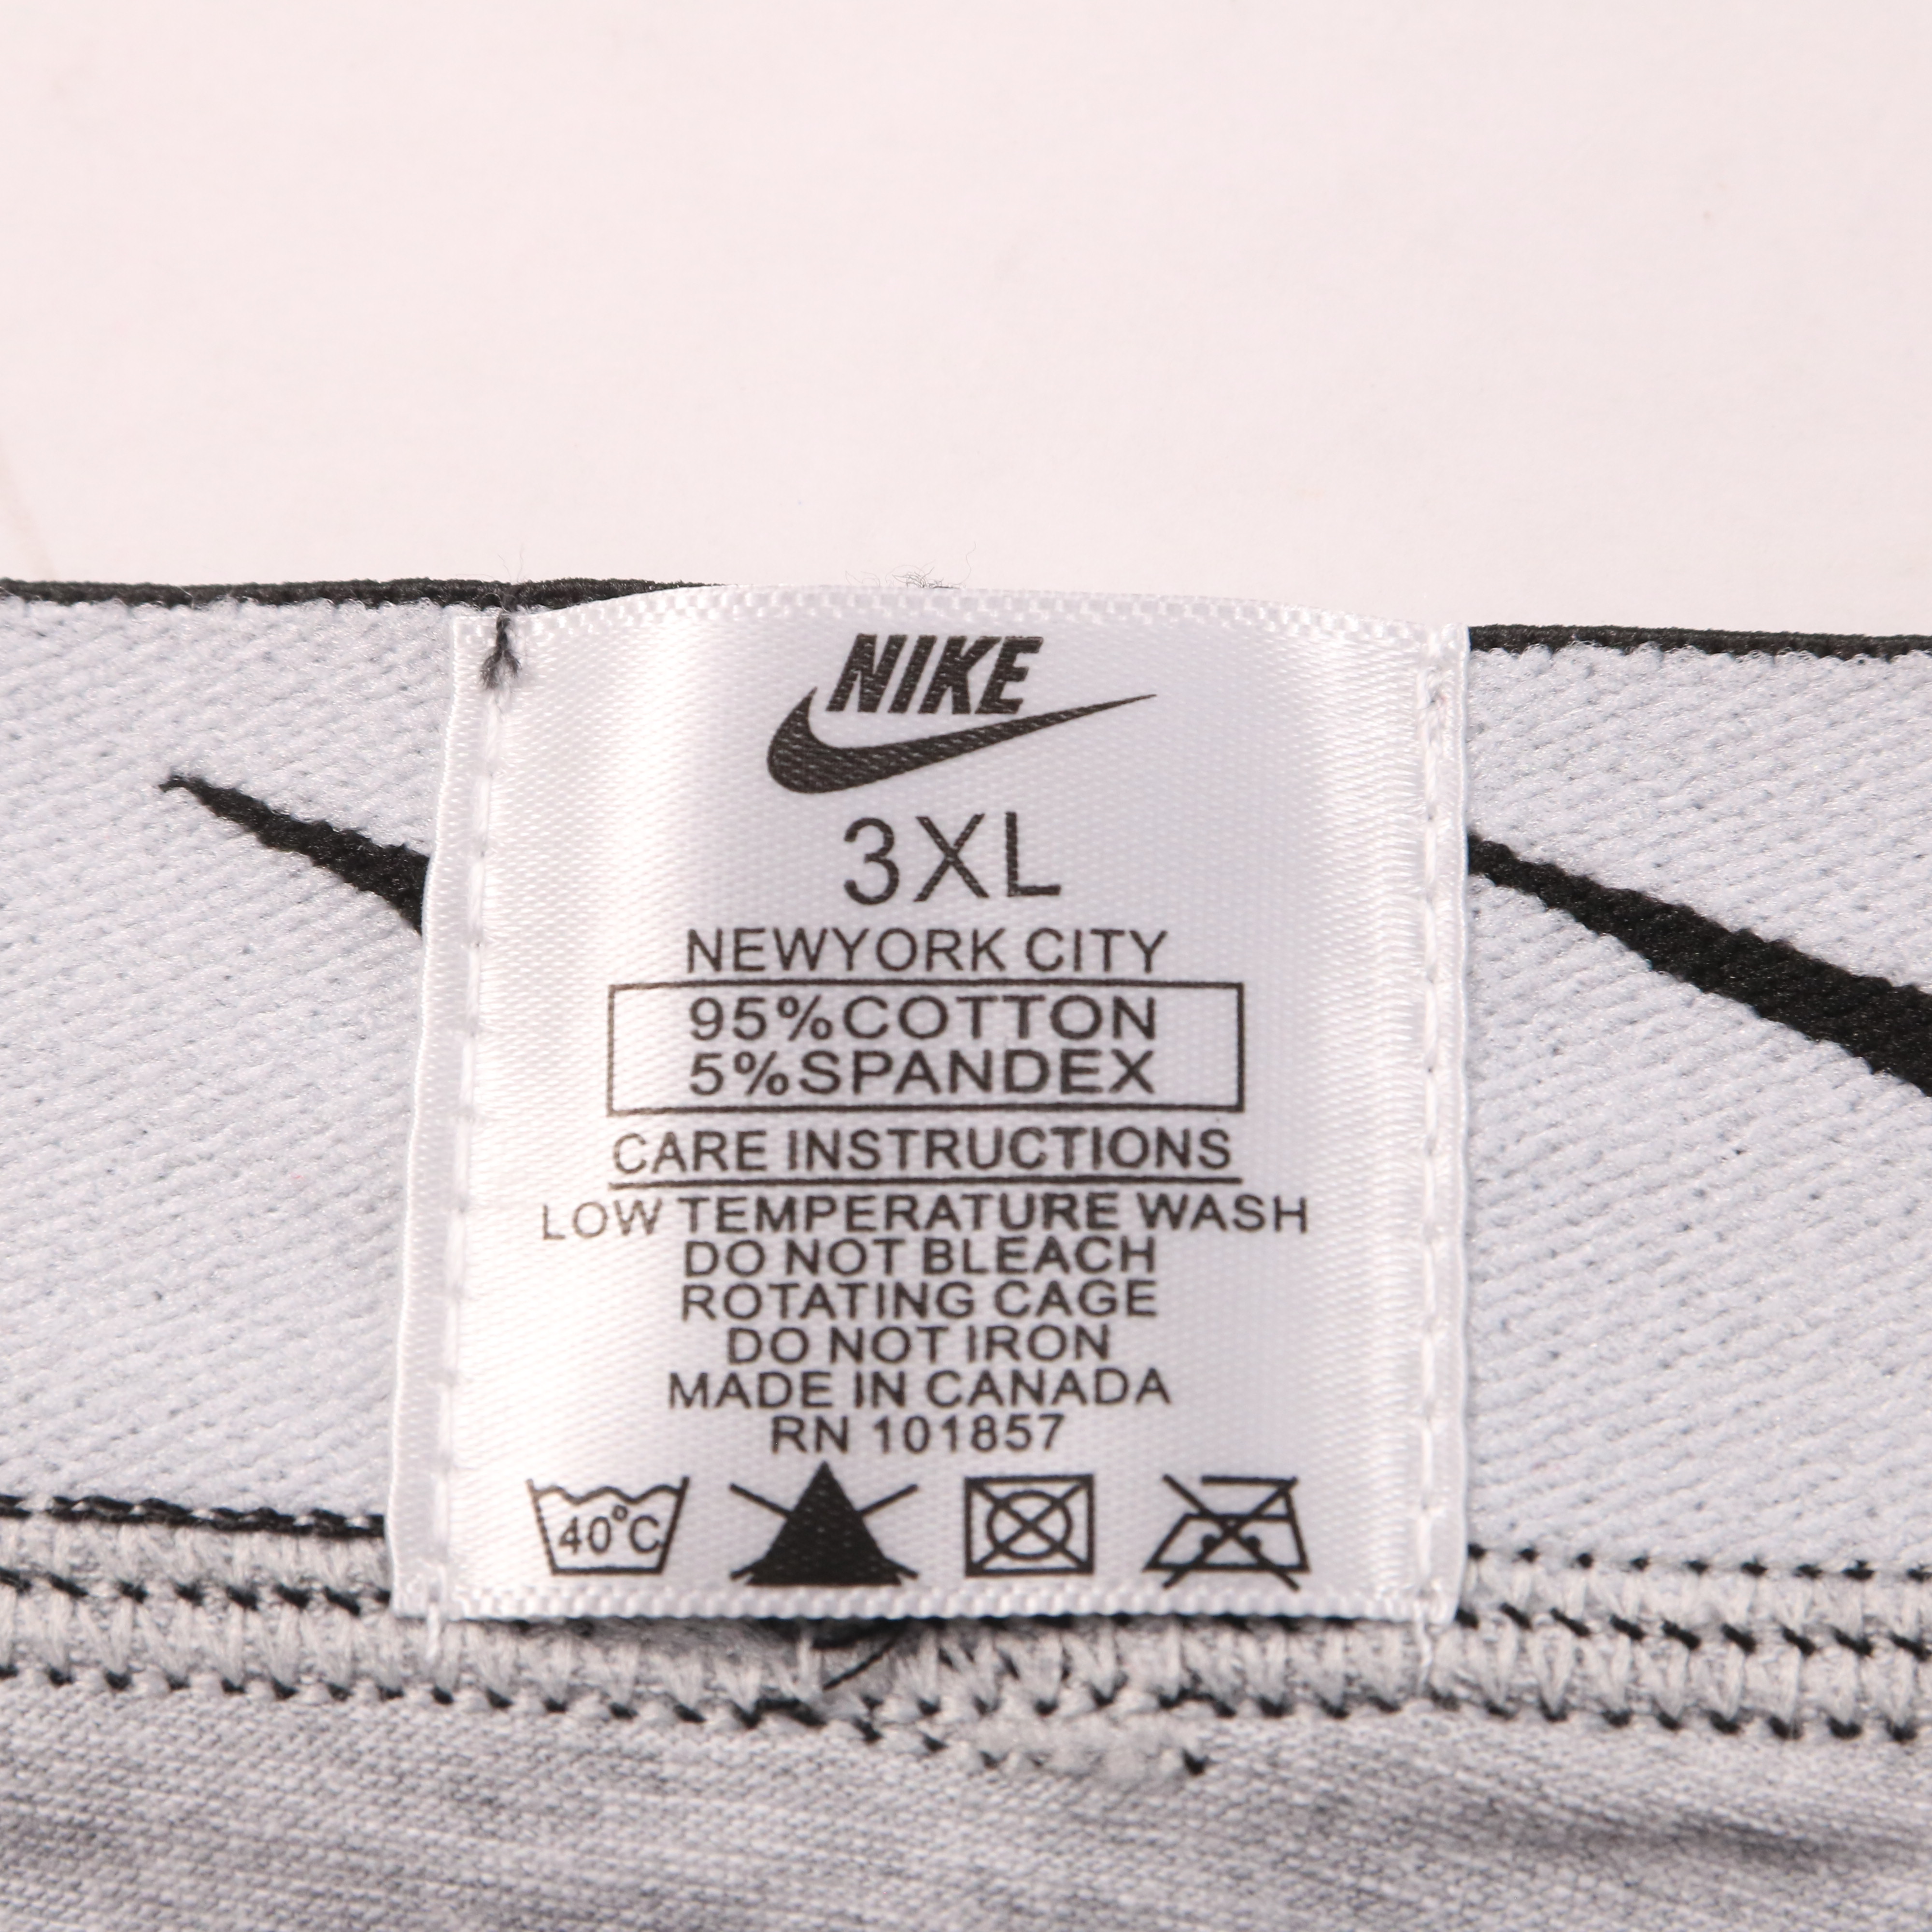 NIKE
3XL
NEWYORK CITY
95%COTTON
5%SPANDEX
CARE INSTRUCTIONS
LOW TEMPERATURE WASH
DO NOT BLEACH
ROTATING CAGE
DO NOT IRON
MADE IN CANADA
RN 101857
40°C